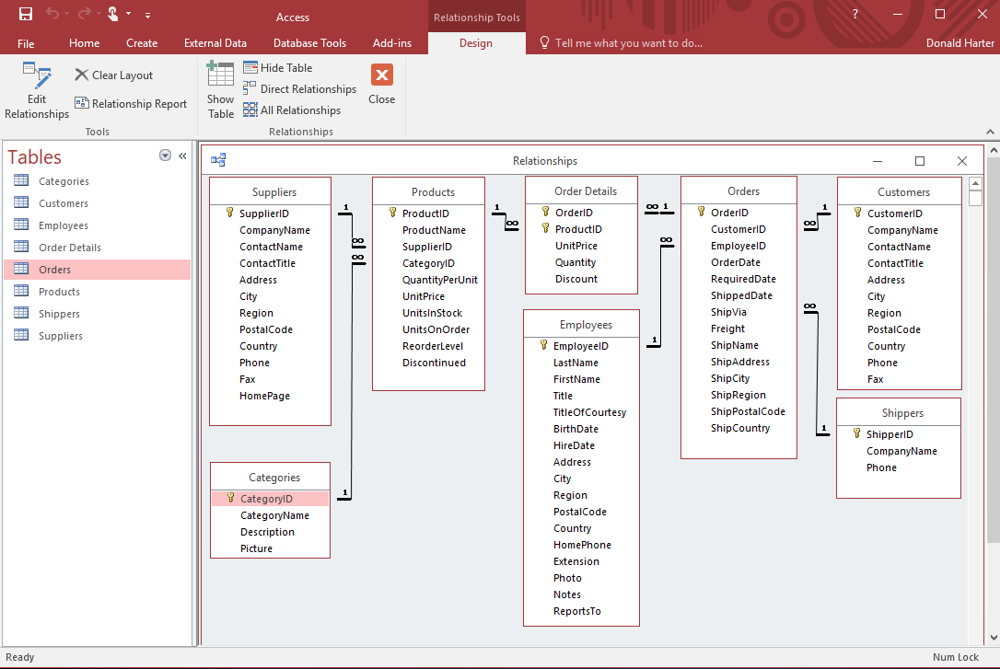 Access
Relationship Tools
?
File Home Create External Data Database Tools Add-ins Design Tell me what you want to do... Donald Harter
Edit Relationships
Clear Layout
Relationship Report
Tools
Show Table
Hide Table
Direct Relationships
All Relationships
Close
Relationships
Tables
«
Categories
Customers
Employees
Order Details
Orders
Products
Shippers
Suppliers
Relationships
Suppliers
SupplierID
CompanyName
ContactName
ContactTitle
Address
City
Region
PostalCode
Country
Phone
Fax
HomePage
1
∞
Categories
CategoryID
CategoryName
Description
Picture
1
∞
Products
ProductID
ProductName
SupplierID
CategoryID
QuantityPerUnit
UnitPrice
UnitsInStock
UnitsOnOrder
ReorderLevel
Discontinued
1
∞
Order Details
OrderID
ProductID
UnitPrice
Quantity
Discount
∞ 1
Employees
EmployeeID
LastName
FirstName
Title
TitleOfCourtesy
BirthDate
HireDate
Address
City
Region
PostalCode
Country
HomePhone
Extension
Photo
Notes
ReportsTo
∞
1
Orders
OrderID
CustomerID
EmployeeID
OrderDate
RequiredDate
ShippedDate
ShipVia
Freight
ShipName
ShipAddress
ShipCity
ShipRegion
ShipPostalCode
ShipCountry
1
∞
∞
1
Customers
CustomerID
CompanyName
ContactName
ContactTitle
Address
City
Region
PostalCode
Country
Phone
Fax
Shippers
ShipperID
CompanyName
Phone
Ready
Num Lock